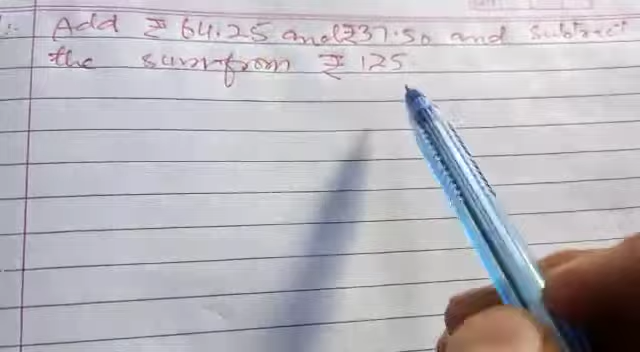 Add ₹ 64.25 and ₹37.50 and subtract
the sum from ₹ 125